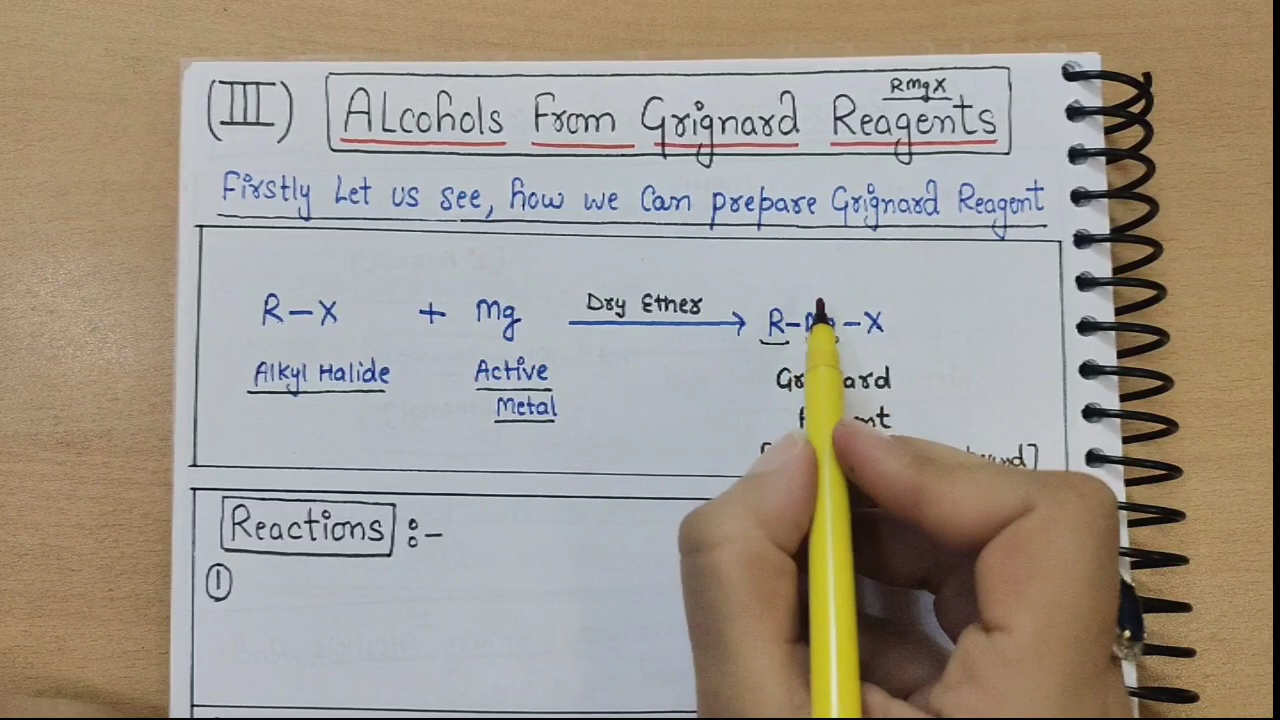 (III) Alcohols From Grignard Reagents
RMgX
Firstly Let us see, how we can prepare Grignard Reagent
R-X + Mg Dry Ether R- -X
Alkyl Halide Active
Metal
Reactions :-
①